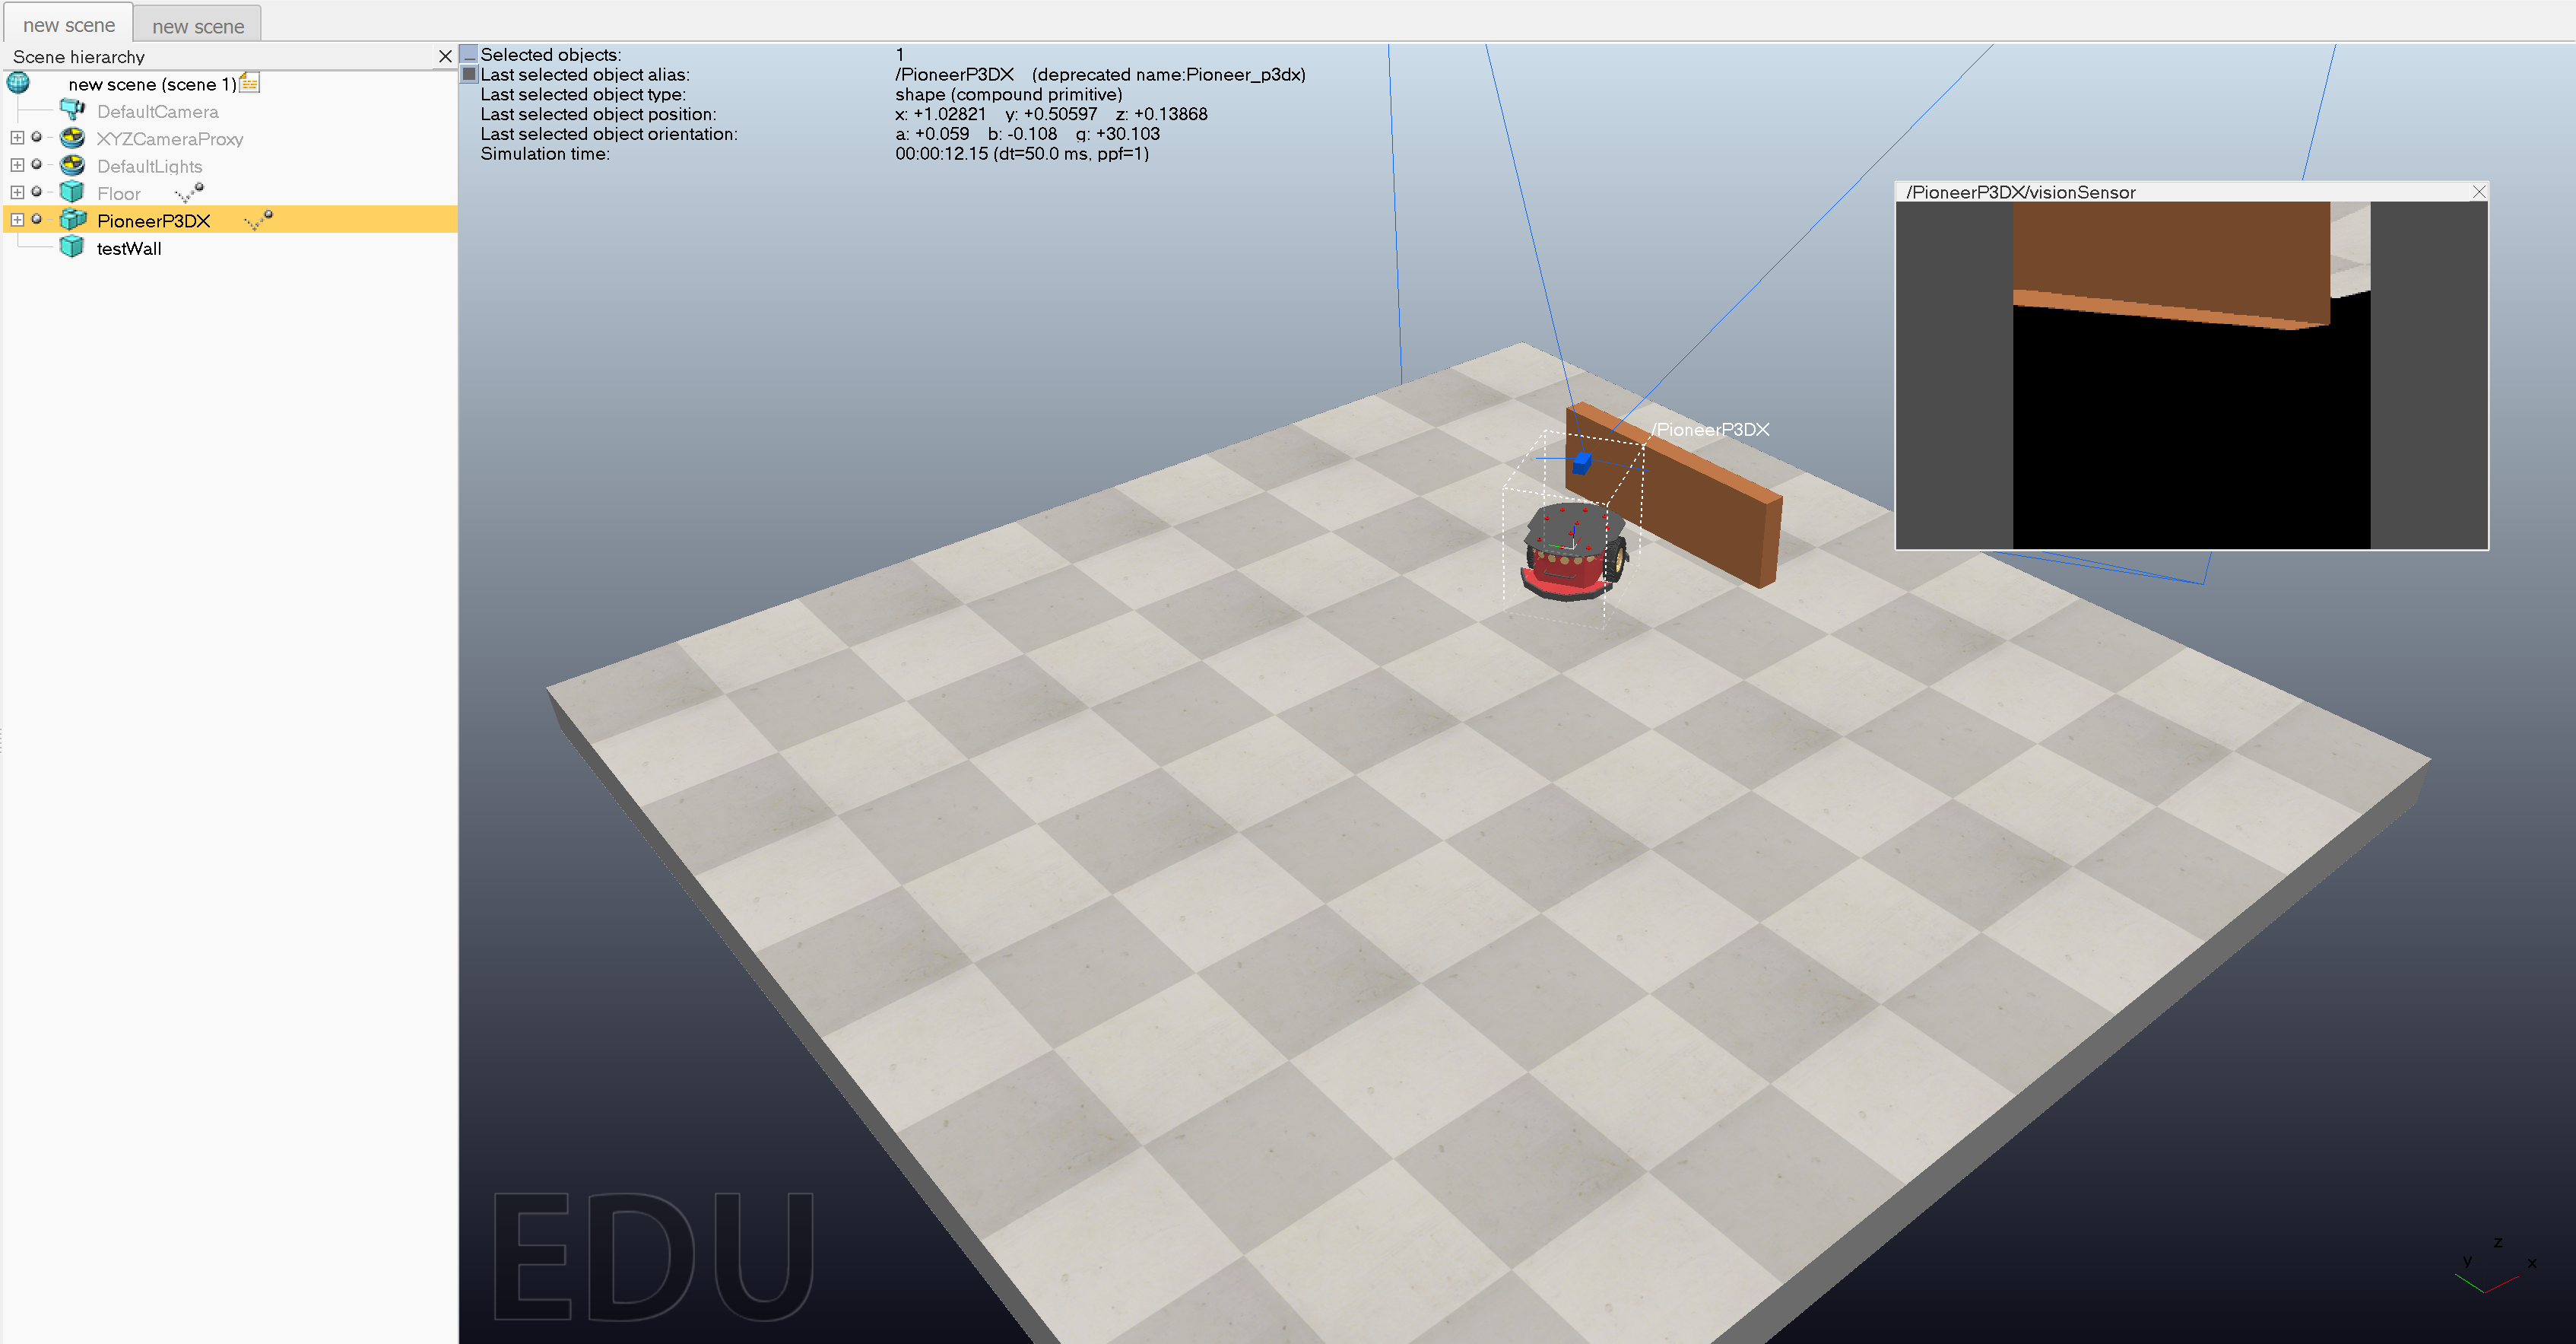 new scene
new scene
Scene hierarchy
new scene (scene 1)
DefaultCamera
XYZCameraProxy
DefaultLights
Floor
PioneerP3DX
testWall
Selected objects: 1
Last selected object alias: /PioneerP3DX (deprecated name:Pioneer_p3dx)
Last selected object type: shape (compound primitive)
Last selected object position: x: +1.02821 y: +0.50597 z: +0.13868
Last selected object orientation: a: +0.059 b: -0.108 g: +30.103
Simulation time: 00:00:12.15 (dt=50.0 ms, ppf=1)
/PioneerP3DX/visionSensor
/PioneerP3DX
EDU
z
y x